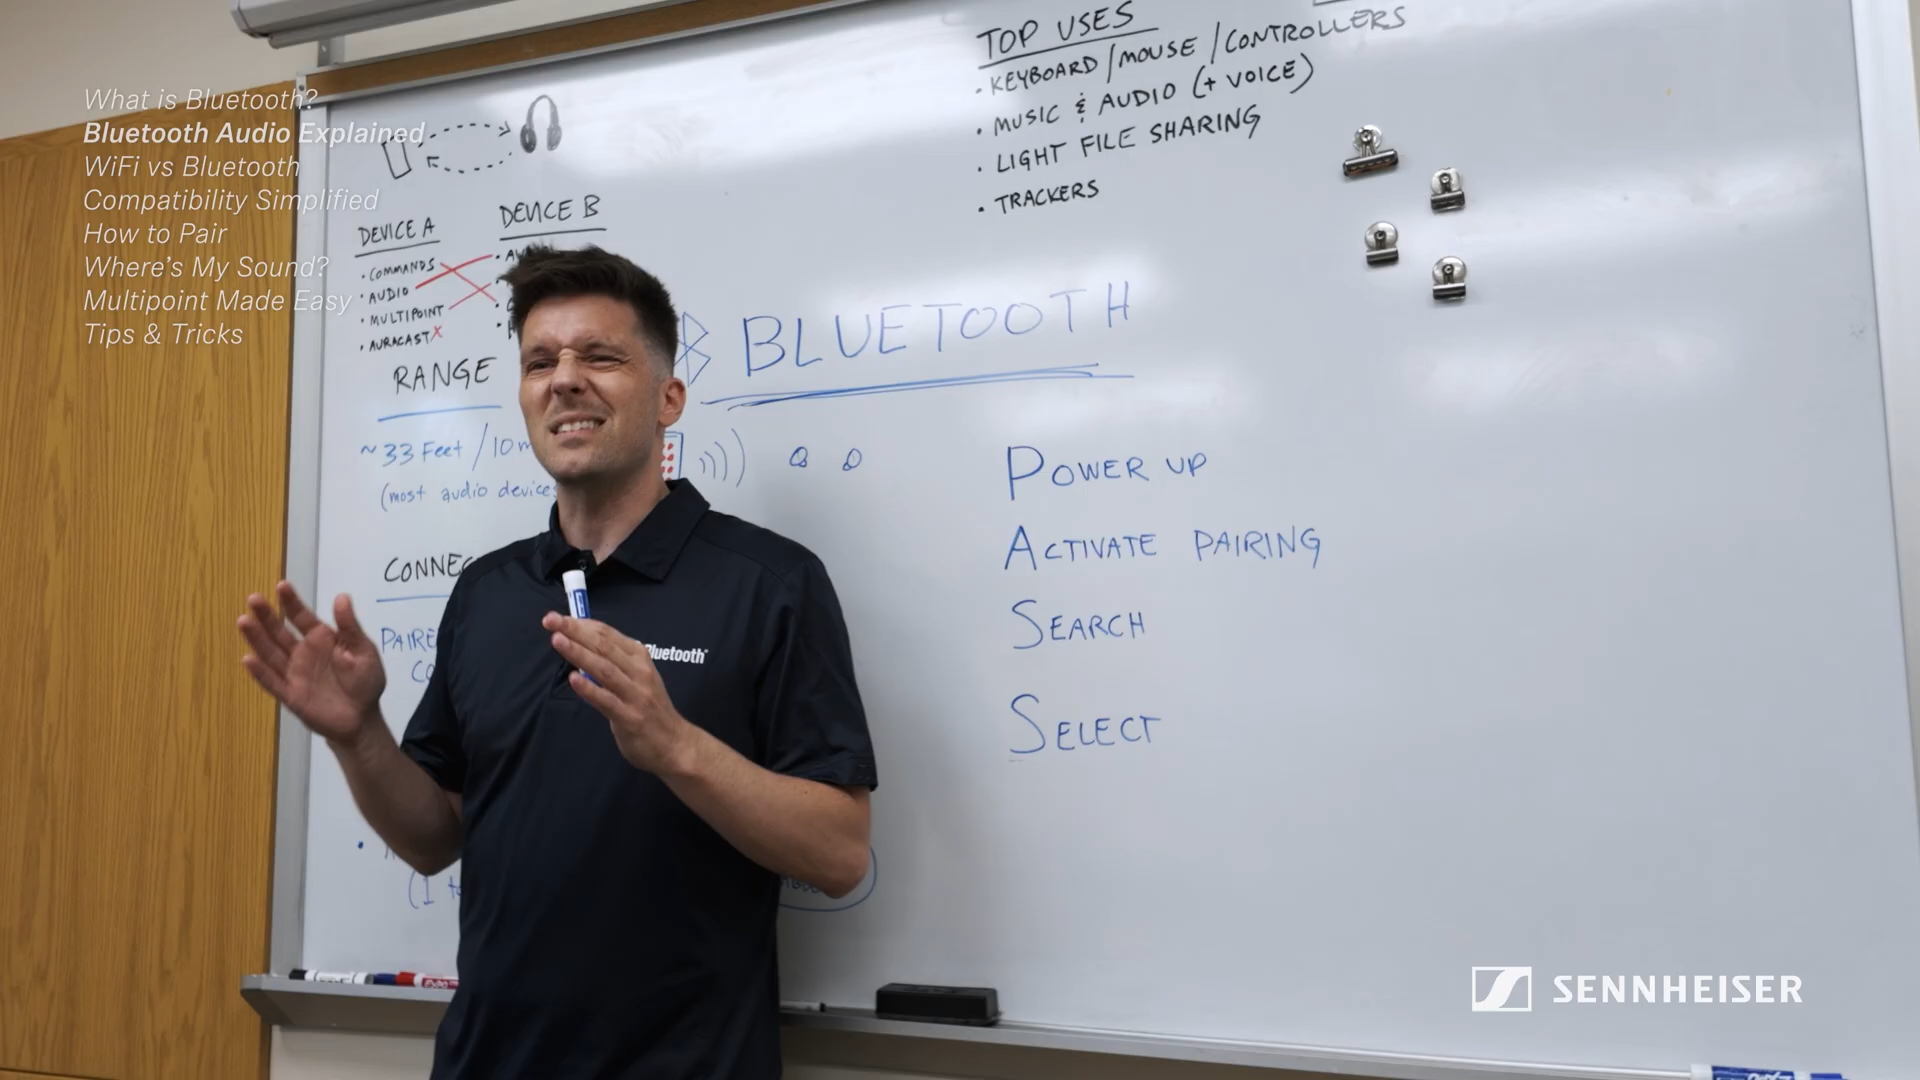 What is Bluetooth?
Bluetooth Audio Explained
WiFi vs Bluetooth
Compatibility Simplified
How to Pair
Where's My Sound?
Multipoint Made Easy
Tips & Tricks
TOP USES
• KEYBOARD / MOUSE / CONTROLLERS
• MUSIC & AUDIO (+ VOICE)
• LIGHT FILE SHARING
• TRACKERS
DEVICE A
• COMMANDS
• AUDIO
• MULTIPOINT
• AURACAST X
DEVICE B
RANGE
~33 Feet / 10 m
(most audio devices
BLUETOOTH
POWER UP
ACTIVATE PAIRING
SEARCH
SELECT
Bluetooth
SENNHEISER